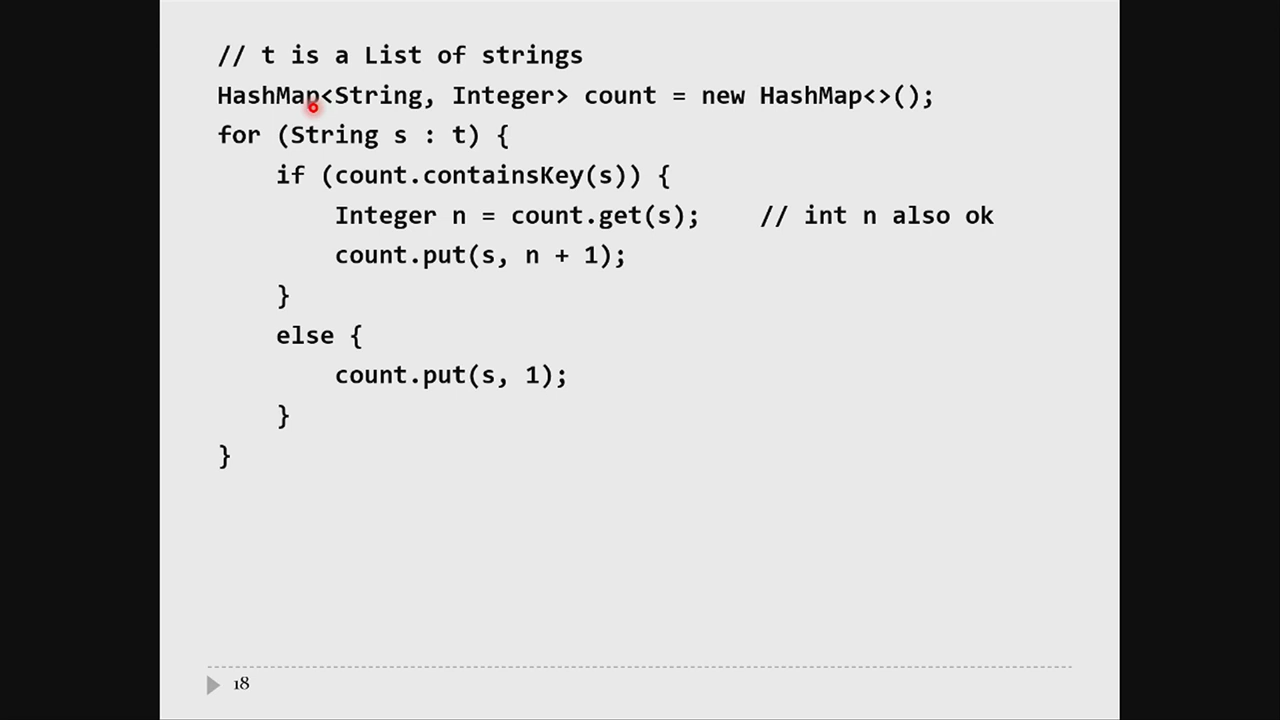 // t is a List of strings
HashMap<String, Integer> count = new HashMap<>();
for (String s : t) {
    if (count.containsKey(s)) {
        Integer n = count.get(s);    // int n also ok
        count.put(s, n + 1);
    }
    else {
        count.put(s, 1);
    }
}
18